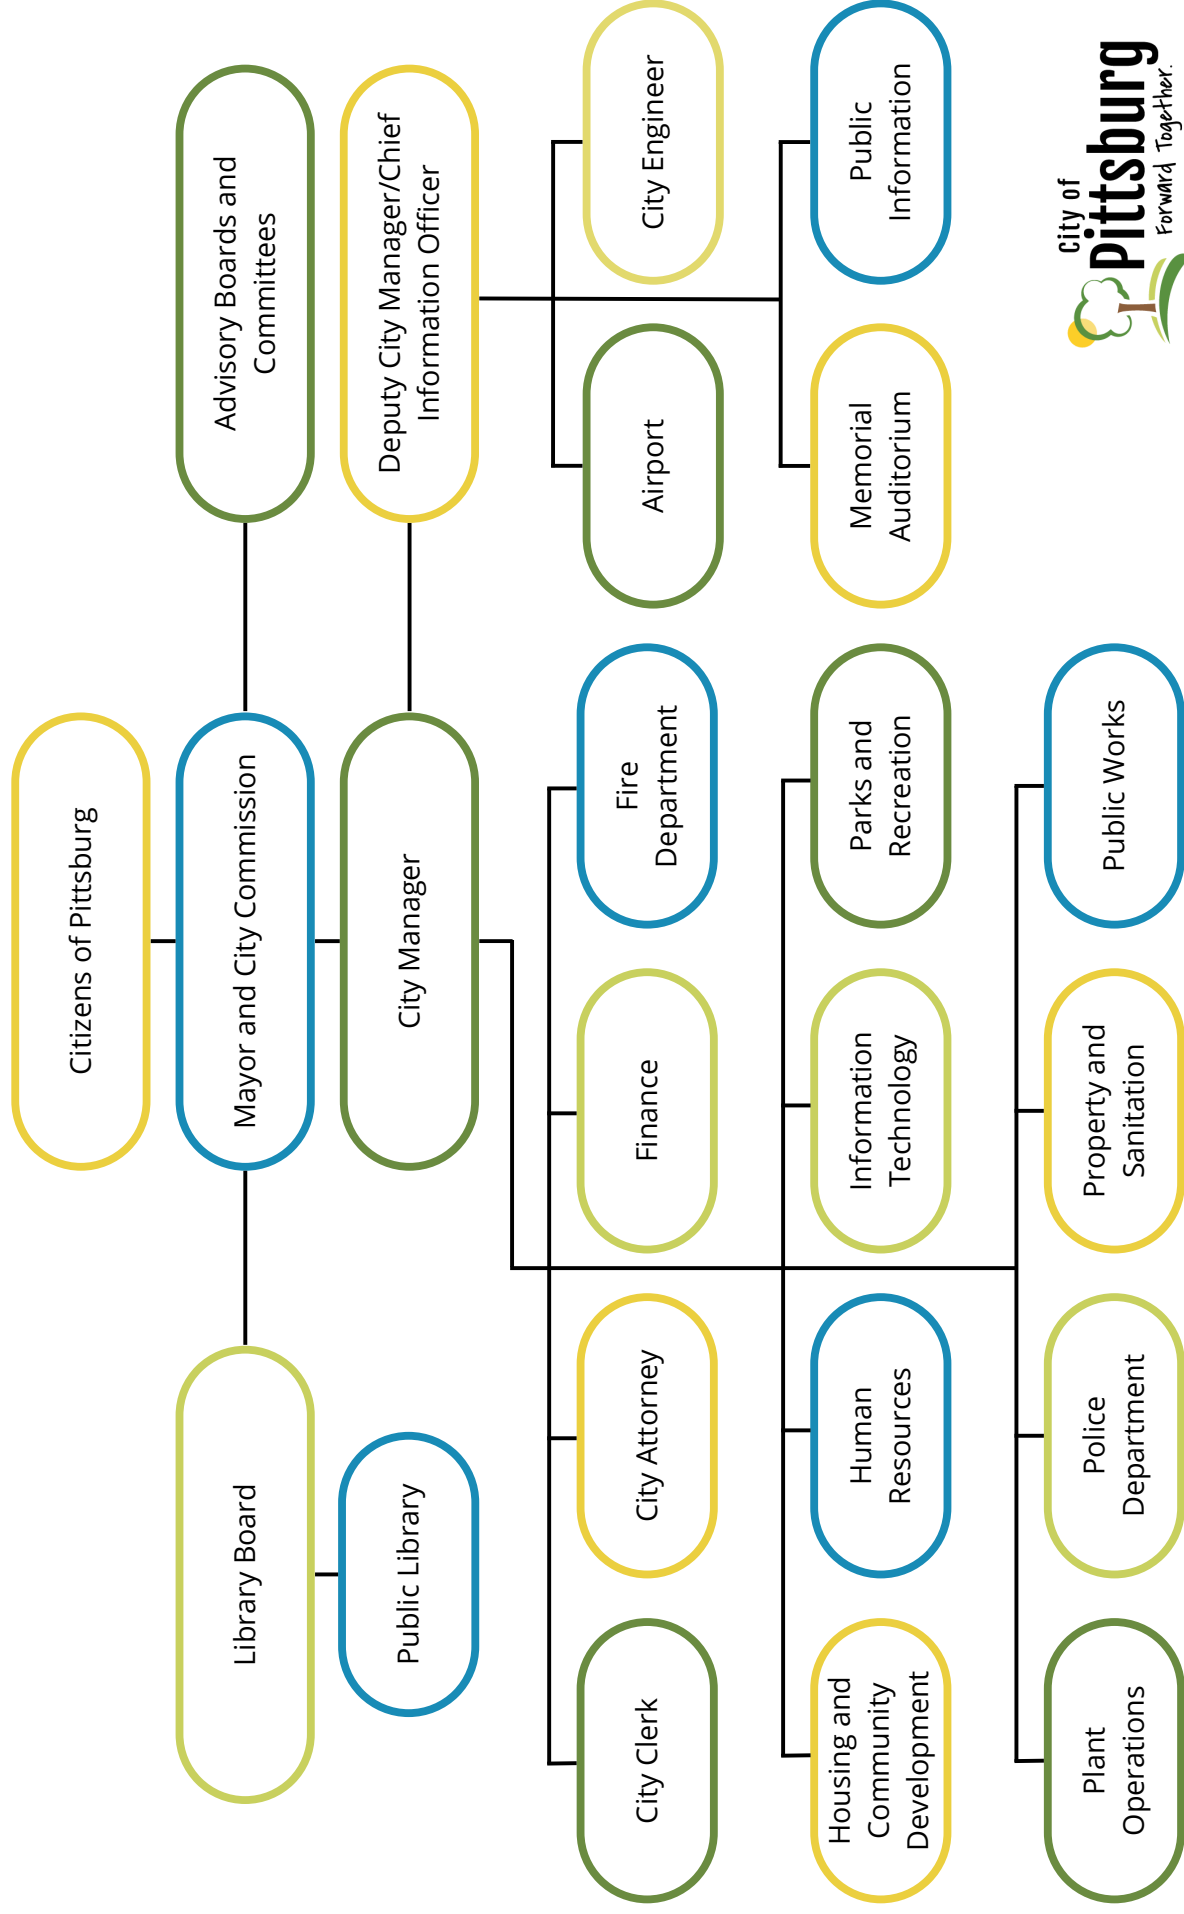 Citizens of Pittsburg
Library Board
Mayor and City Commission
Advisory Boards and
Committees
Public Library
City Manager
Deputy City Manager/Chief
Information Officer
City Clerk
City Attorney
Finance
Fire
Department
Airport
City Engineer
Housing and
Community
Development
Human
Resources
Information
Technology
Parks and
Recreation
Memorial
Auditorium
Public
Information
Plant
Operations
Police
Department
Property and
Sanitation
Public Works
City of
Pittsburg
Forward Together.